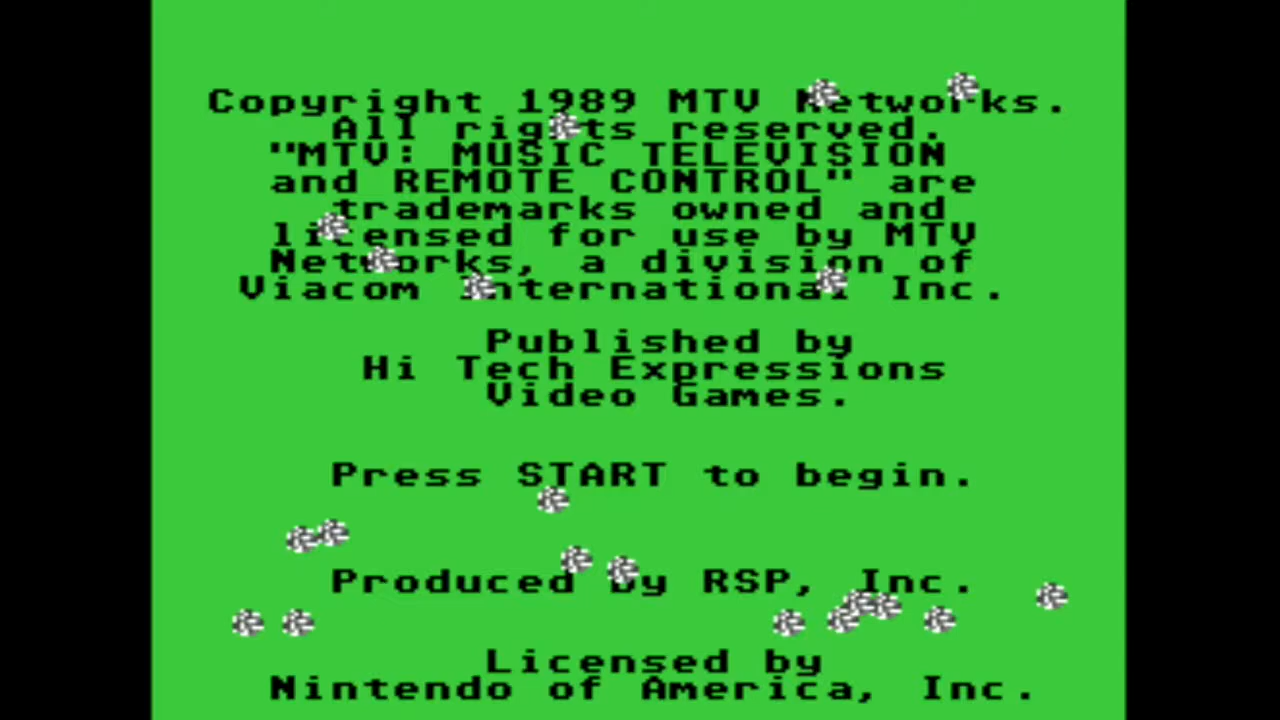 Copyright 1989 MTV Networks.
All rights reserved.
"MTV: MUSIC TELEVISION
and REMOTE CONTROL" are
trademarks owned and
licensed for use by MTV
Networks, a division of
Viacom International Inc.
Published by
Hi Tech Expressions
Video Games.
Press START to begin.
Produced by RSP, Inc.
Licensed by
Nintendo of America, Inc.